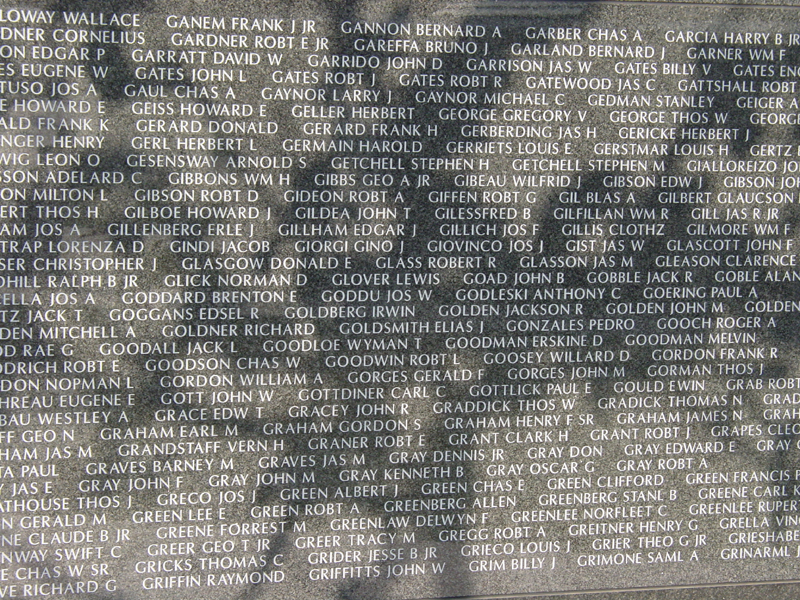 LOWAY WALLACE GANEM FRANK J JR GANNON BERNARD A GARBER CHAS A GARCIA HARRY B JR
DNER CORNELIUS GARDNER ROBT E JR GAREFFA BRUNO J GARLAND BERNARD J GARNER WM F
ON EDGAR P GARRATT DAVID W GARRIDO JOHN D GARRISON JAS W GATES BILLY V GATES
ES EUGENE W GATES JOHN L GATES ROBT J GATES ROBT R GATEWOOD JAS C GATTSHALL ROBT
TUSO JOS A GAUL CHAS A GAYNOR LARRY J GAYNOR MICHAEL C GEDMAN STANLEY GEIGER A
E HOWARD E GEISS HOWARD E GELLER HERBERT GEORGE GREGORY V GEORGE THOS W GEORGE
ALD FRANK K GERARD DONALD GERARD FRANK H GERBERDING JAS H GERICKE HERBERT J
NGER HENRY GERL HERBERT L GERMAIN HAROLD GERRIETS LOUIS E GERSTMAR LOUIS H GERTZ
WIG LEON O GESENSWAY ARNOLD S GETCHELL STEPHEN H GETCHELL STEPHEN M GIALLOREIZO JO
SSON ADELARD C GIBBONS WM H GIBBS GEO A JR GIBEAU WILFRID J GIBSON EDW J GIBSON JO
ON MILTON L GIBSON ROBT D GIDEON ROBT A GIFFEN ROBT G GIL BLAS A GILBERT GLAUCUS
ERT THOS H GILBOE HOWARD J GILDEA JOHN T GILESSFRED B GILFILLAN WM R GILL JAS R JR
AM JOS A GILLENBERG ERLE J GILLHAM EDGAR J GILLICH JOS F GILLIS CLOTHZ GILMORE WM F
TRAP LORENZA D GINDI JACOB GIORGI GINO J GIOVINCO JOS J GIST JAS W GLASCOTT JOHN F
SER CHRISTOPHER J GLASGOW DONALD E GLASS ROBERT R GLASSON JAS M GLEASON CLARENCE
DHILL RALPH B JR GLICK NORMAN D GLOVER LEWIS GOAD JOHN B GOBBLE JACK R GOBLE ALAN
RELLA JOS A GODDARD BRENTON E GODDU JOS W GODLESKI ANTHONY C GOERING PAUL A
TZ JACK T GOGGANS EDSEL R GOLDBERG IRWIN GOLDEN JACKSON R GOLDEN JOHN M GOLDEN
DEN MITCHELL A GOLDNER RICHARD GOLDSMITH ELIAS J GONZALES PEDRO GOOCH ROGER A
OD RAE G GOODALL JACK L GOODLOE WYMAN T GOODMAN ERSKINE D GOODMAN MELVIN
ODRICH ROBT E GOODSON CHAS W GOODWIN ROBT L GOOSEY WILLARD D GORDON FRANK R
DON NOPMAN L GORDON WILLIAM A GORGES GERALD F GORGES JOHN M GORMAN THOS J
HREAU EUGENE E GOTT JOHN W GOTTDINER CARL C GOTTLICK PAUL E GOULD EWIN GRAB ROBT
BAU WESTLEY A GRACE EDW T GRACEY JOHN R GRADDICK THOS W GRADICK THOMAS N GRAD
FF GEO N GRAHAM EARL M GRAHAM GORDON S GRAHAM HENRY F SR GRAHAM JAMES N GRAH
HAM JAS M GRANDSTAFF VERN H GRANER ROBT E GRANT CLARK H GRANT ROBT J GRAPES CLEO
TA PAUL GRAVES BARNEY M GRAVES JAS M GRAY DENNIS JR GRAY DON GRAY EDWARD E GRAY
Y JAS E GRAY JOHN F GRAY JOHN M GRAY KENNETH B GRAY OSCAR G GRAY ROBT A
ATHOUSE THOS J GRECO JOS J GREEN ALBERT J GREEN CHAS E GREEN CLIFFORD GREEN FRANCIS
N GERALD M GREEN LEE E GREEN ROBT A GREENBERG ALLEN GREENBERG STANL B GREENE CARL K
NE CLAUDE B JR GREENE FORREST M GREENLAW DELWYN F GREENLEE NORFLEET C GREENLEE RUPER
NWAY SWIFT C GREER GEO T JR GREER TRACY M GREGG ROBT A GREITNER HENRY G GRELLA VIN
E CHAS W SR GRICKS THOMAS C GRIDER JESSE B JR GRIECO LOUIS J GRIER THEO G JR GRIESHABE
VE RICHARD G GRIFFIN RAYMOND GRIFFITTS JOHN W GRIM BILLY J GRIMONE SAML A GRINARML